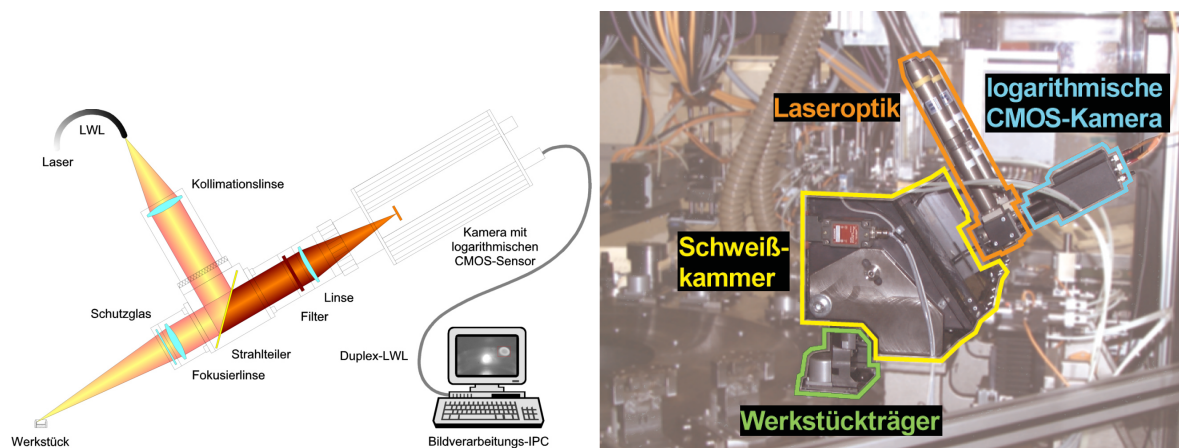 LWL
Laser
Kollimationslinse
Kamera mit
logarithmischen
CMOS-Sensor
Linse
Filter
Schutzglas
Strahlteiler
Fokusierlinse
Duplex-LWL
Werkstück
Bildverarbeitungs-IPC
Laseroptik
logarithmische
CMOS-Kamera
Schweiß-
kammer
Werkstückträger